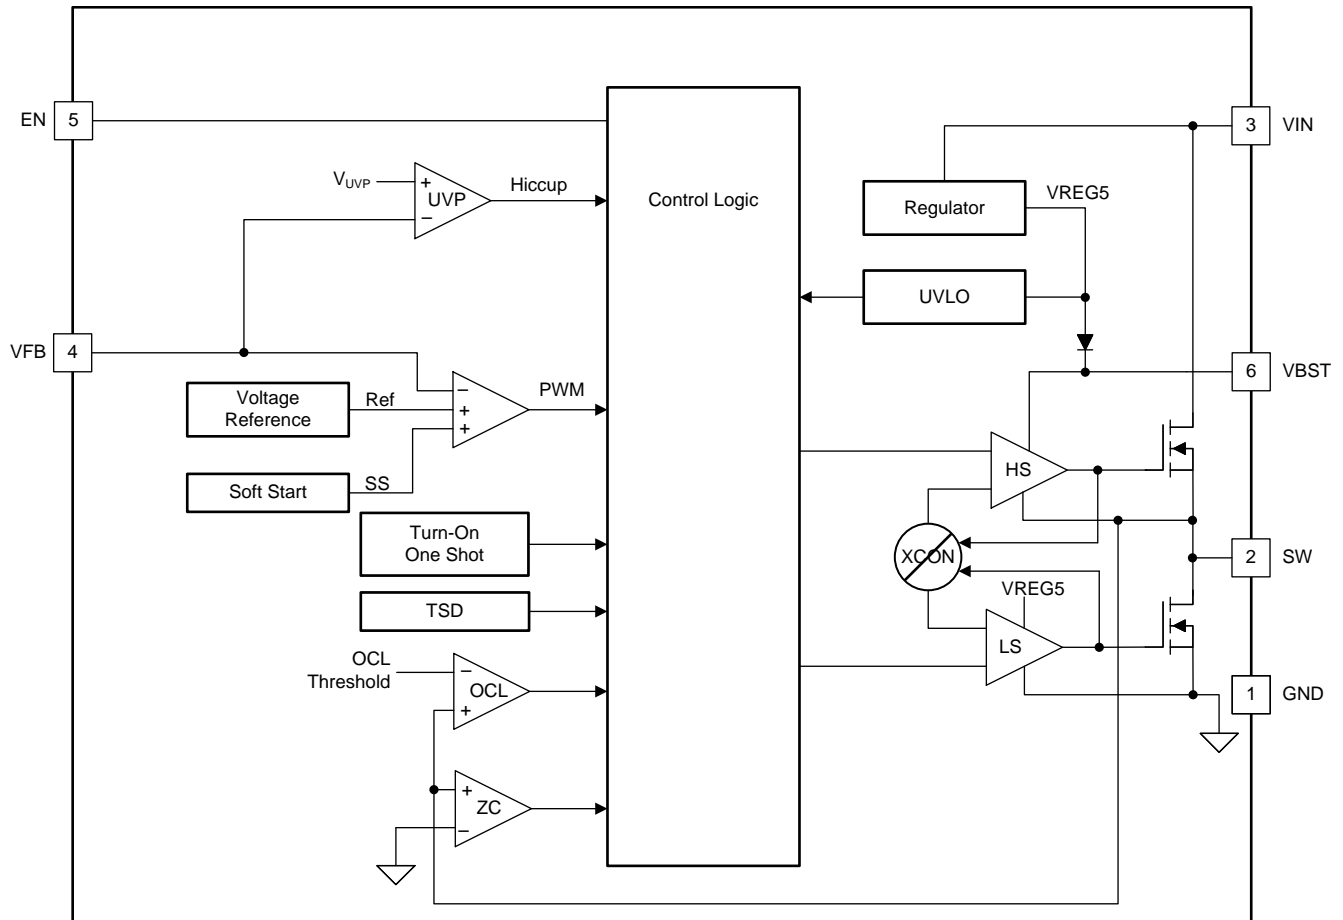 EN
5
V_UVP
+
UVP
−
Hiccup
Control Logic
3
VIN
Regulator
VREG5
UVLO
VFB
4
Voltage
Reference
Ref
−
+
+
PWM
6
VBST
Soft Start
SS
HS
Turn-On
One Shot
XCON
2
SW
TSD
VREG5
LS
OCL
Threshold
−
OCL
+
1
GND
+
ZC
−